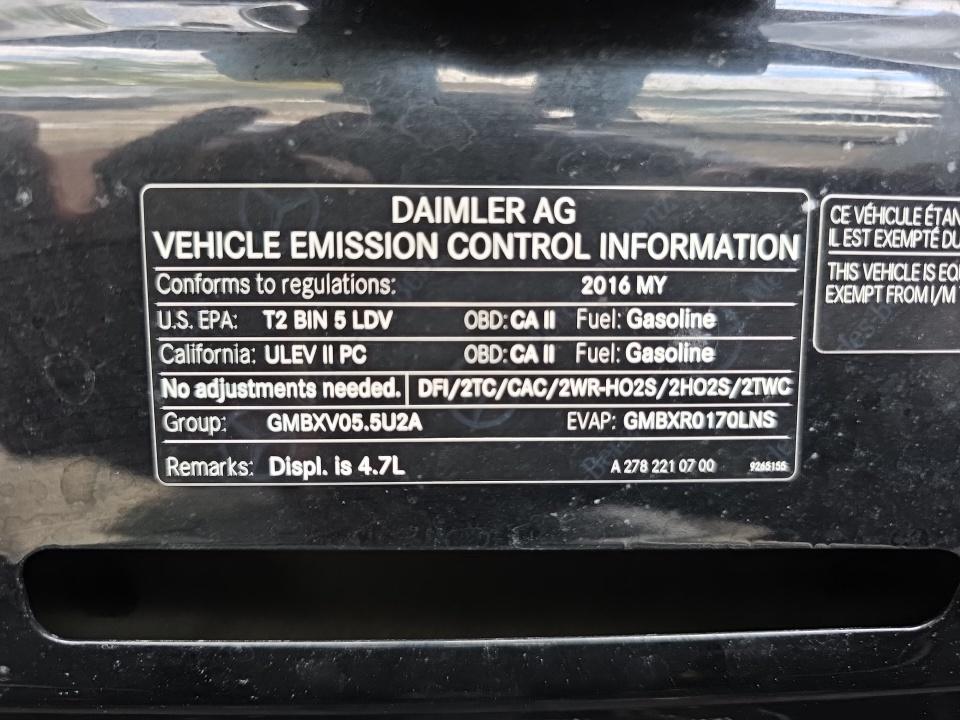 DAIMLER AG
VEHICLE EMISSION CONTROL INFORMATION
Conforms to regulations: 2016 MY
U.S. EPA: T2 BIN 5 LDV OBD: CA II Fuel: Gasoline
California: ULEV II PC OBD: CA II Fuel: Gasoline
No adjustments needed. DFI/2TC/CAC/2WR-HO2S/2HO2S/2TWC
Group: GMBXV05.5U2A EVAP: GMBXR0170LNS
Remarks: Displ. is 4.7L A 278 221 07 00 9265155
CE VÉHICULE ÉTAN
IL EST EXEMPTÉ DU
THIS VEHICLE IS EQ
EXEMPT FROM I/M